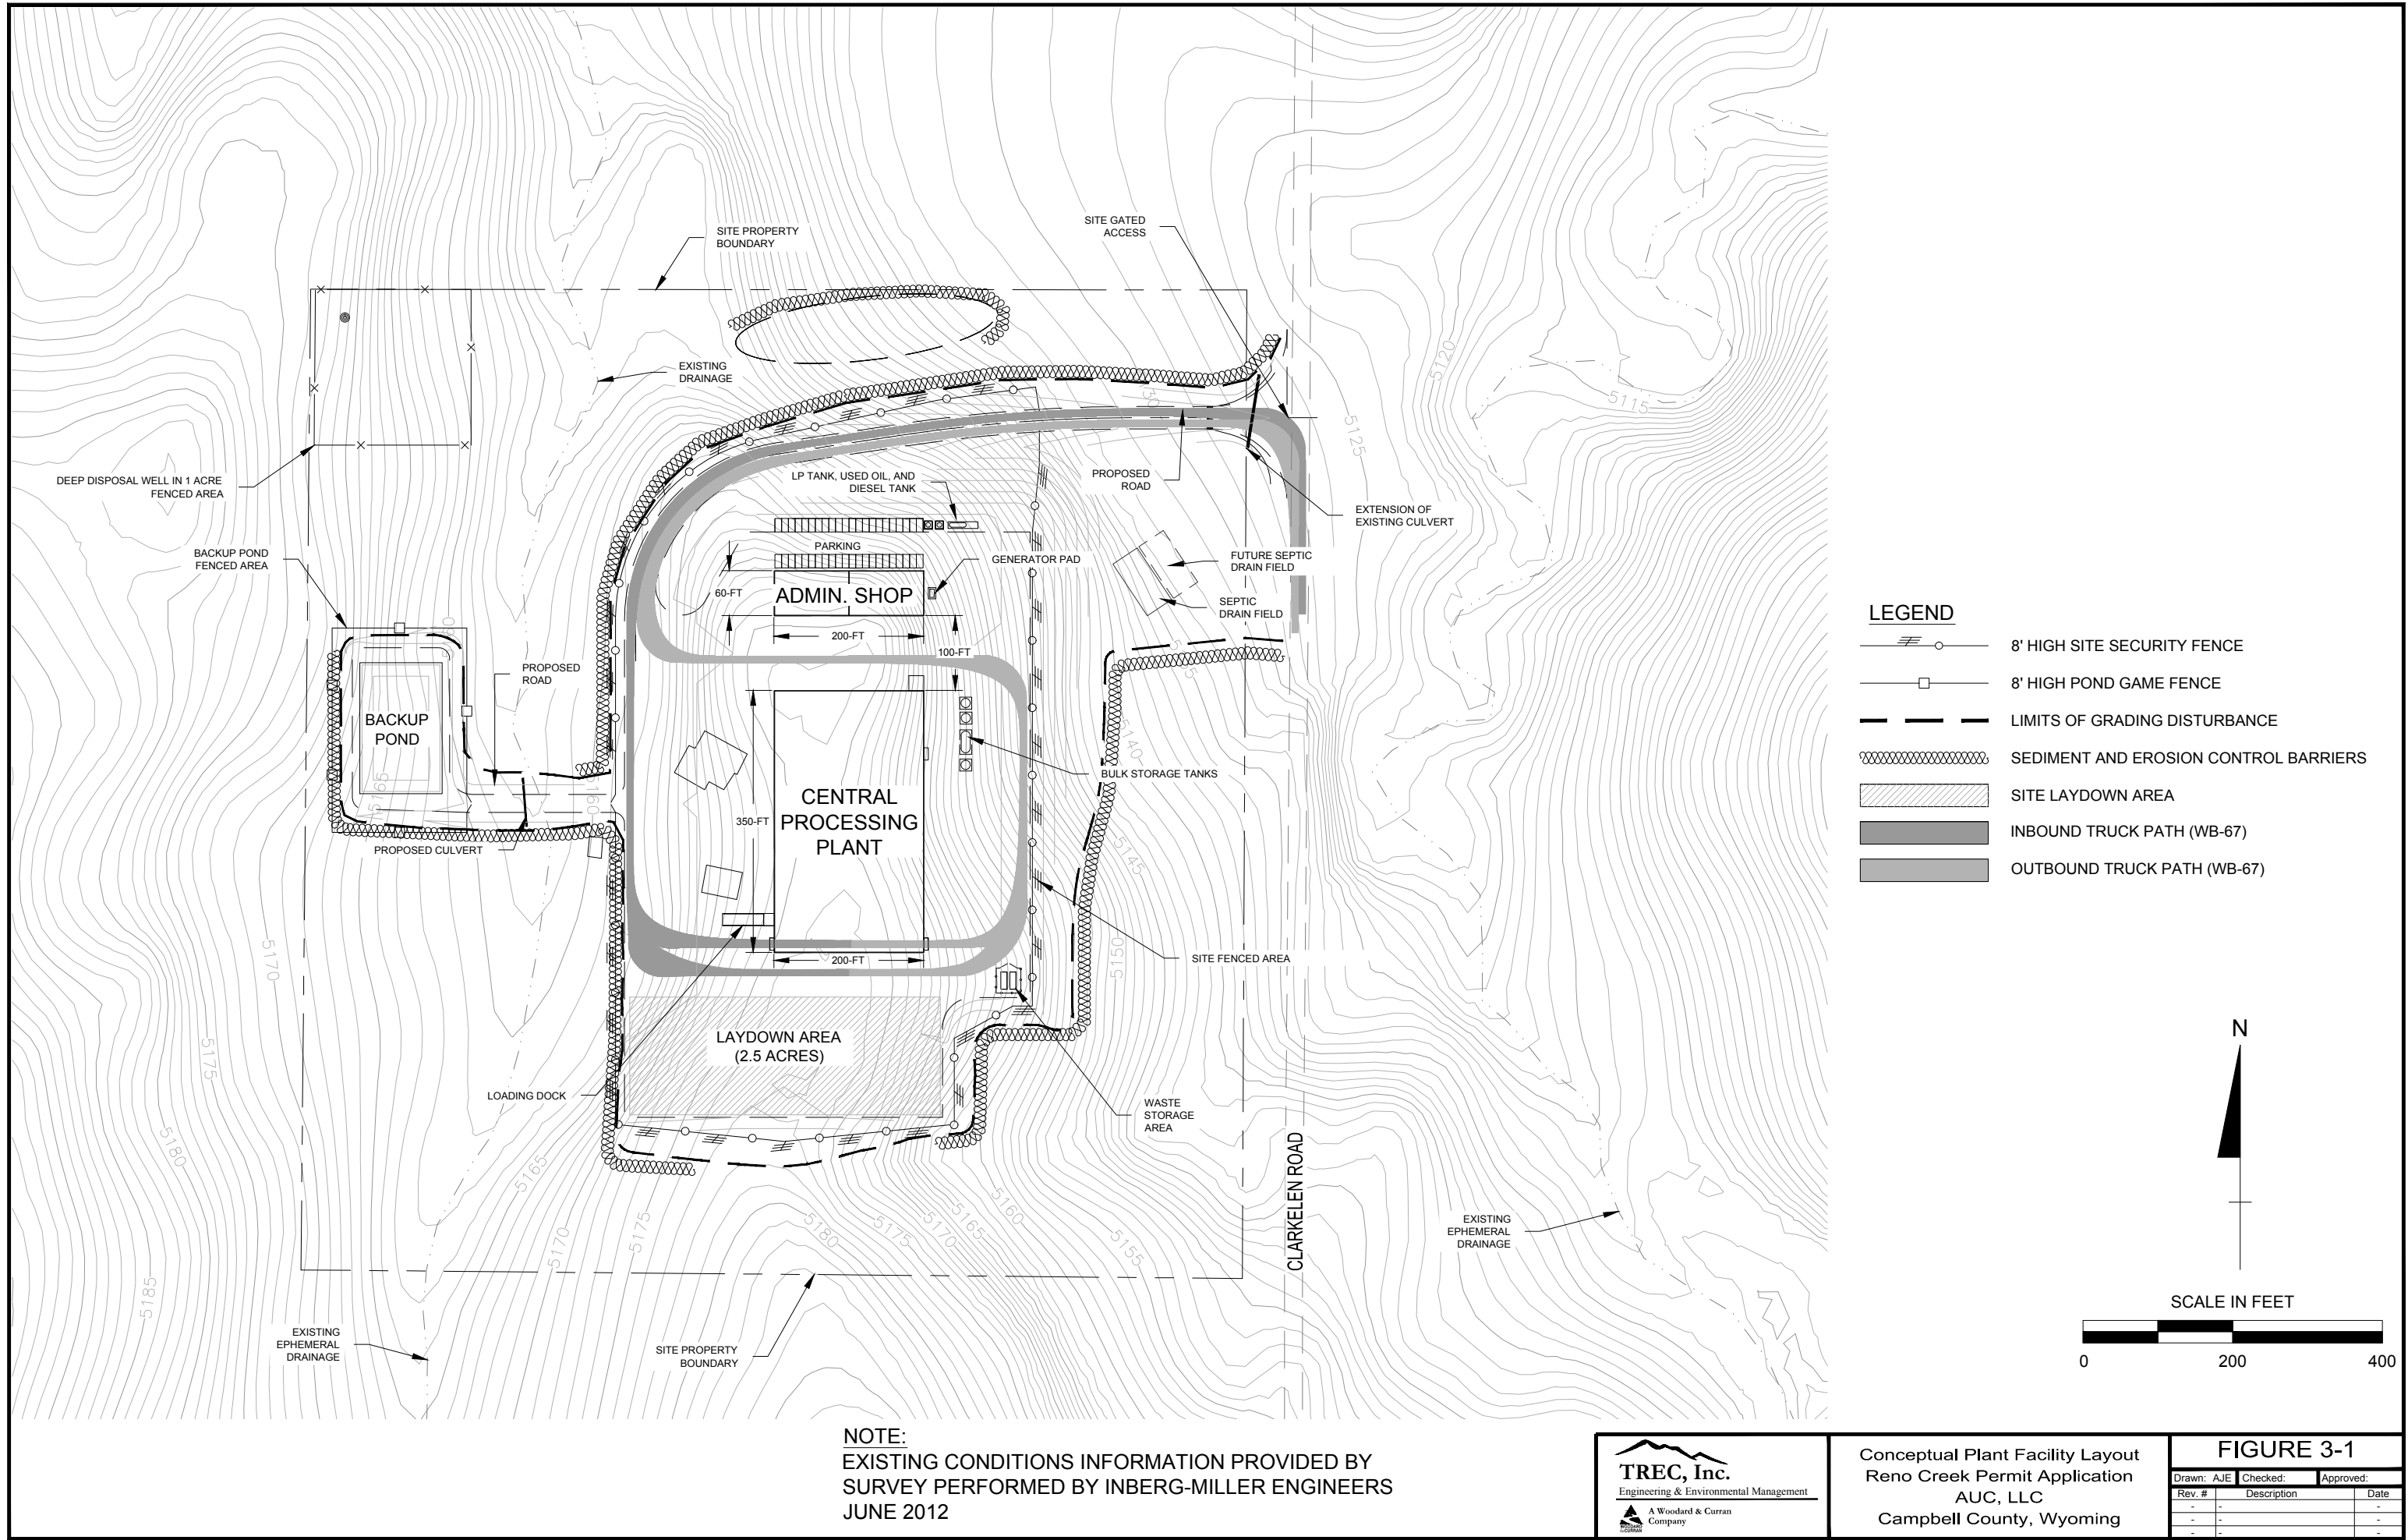 SITE PROPERTY
BOUNDARY
SITE GATED
ACCESS
EXISTING
DRAINAGE
5120
5115
5125
DEEP DISPOSAL WELL IN 1 ACRE
FENCED AREA
LP TANK, USED OIL, AND
DIESEL TANK
PROPOSED
ROAD
EXTENSION OF
EXISTING CULVERT
BACKUP POND
FENCED AREA
PARKING
GENERATOR PAD
FUTURE SEPTIC
DRAIN FIELD
60-FT
ADMIN. SHOP
SEPTIC
DRAIN FIELD
200-FT
100-FT
PROPOSED
ROAD
BACKUP
POND
5140
5165
BULK STORAGE TANKS
CENTRAL
PROCESSING
PLANT
350-FT
PROPOSED CULVERT
5145
5170
5150
200-FT
SITE FENCED AREA
LAYDOWN AREA
(2.5 ACRES)
5175
LOADING DOCK
WASTE
STORAGE
AREA
5180
5165
CLARKELEN ROAD
5170
5175
5180
5175
5170
5165
5160
5155
EXISTING
EPHEMERAL
DRAINAGE
5185
EXISTING
EPHEMERAL
DRAINAGE
SITE PROPERTY
BOUNDARY
LEGEND
8' HIGH SITE SECURITY FENCE
8' HIGH POND GAME FENCE
LIMITS OF GRADING DISTURBANCE
SEDIMENT AND EROSION CONTROL BARRIERS
SITE LAYDOWN AREA
INBOUND TRUCK PATH (WB-67)
OUTBOUND TRUCK PATH (WB-67)
N
SCALE IN FEET
0 200 400
NOTE:
EXISTING CONDITIONS INFORMATION PROVIDED BY
SURVEY PERFORMED BY INBERG-MILLER ENGINEERS
JUNE 2012
TREC, Inc.
Engineering & Environmental Management
WOODARD
& CURRAN
A Woodard & Curran
Company
Conceptual Plant Facility Layout
Reno Creek Permit Application
AUC, LLC
Campbell County, Wyoming
FIGURE 3-1
Drawn: AJE Checked: Approved:
Rev. # Description Date
- - -
- - -
- - -